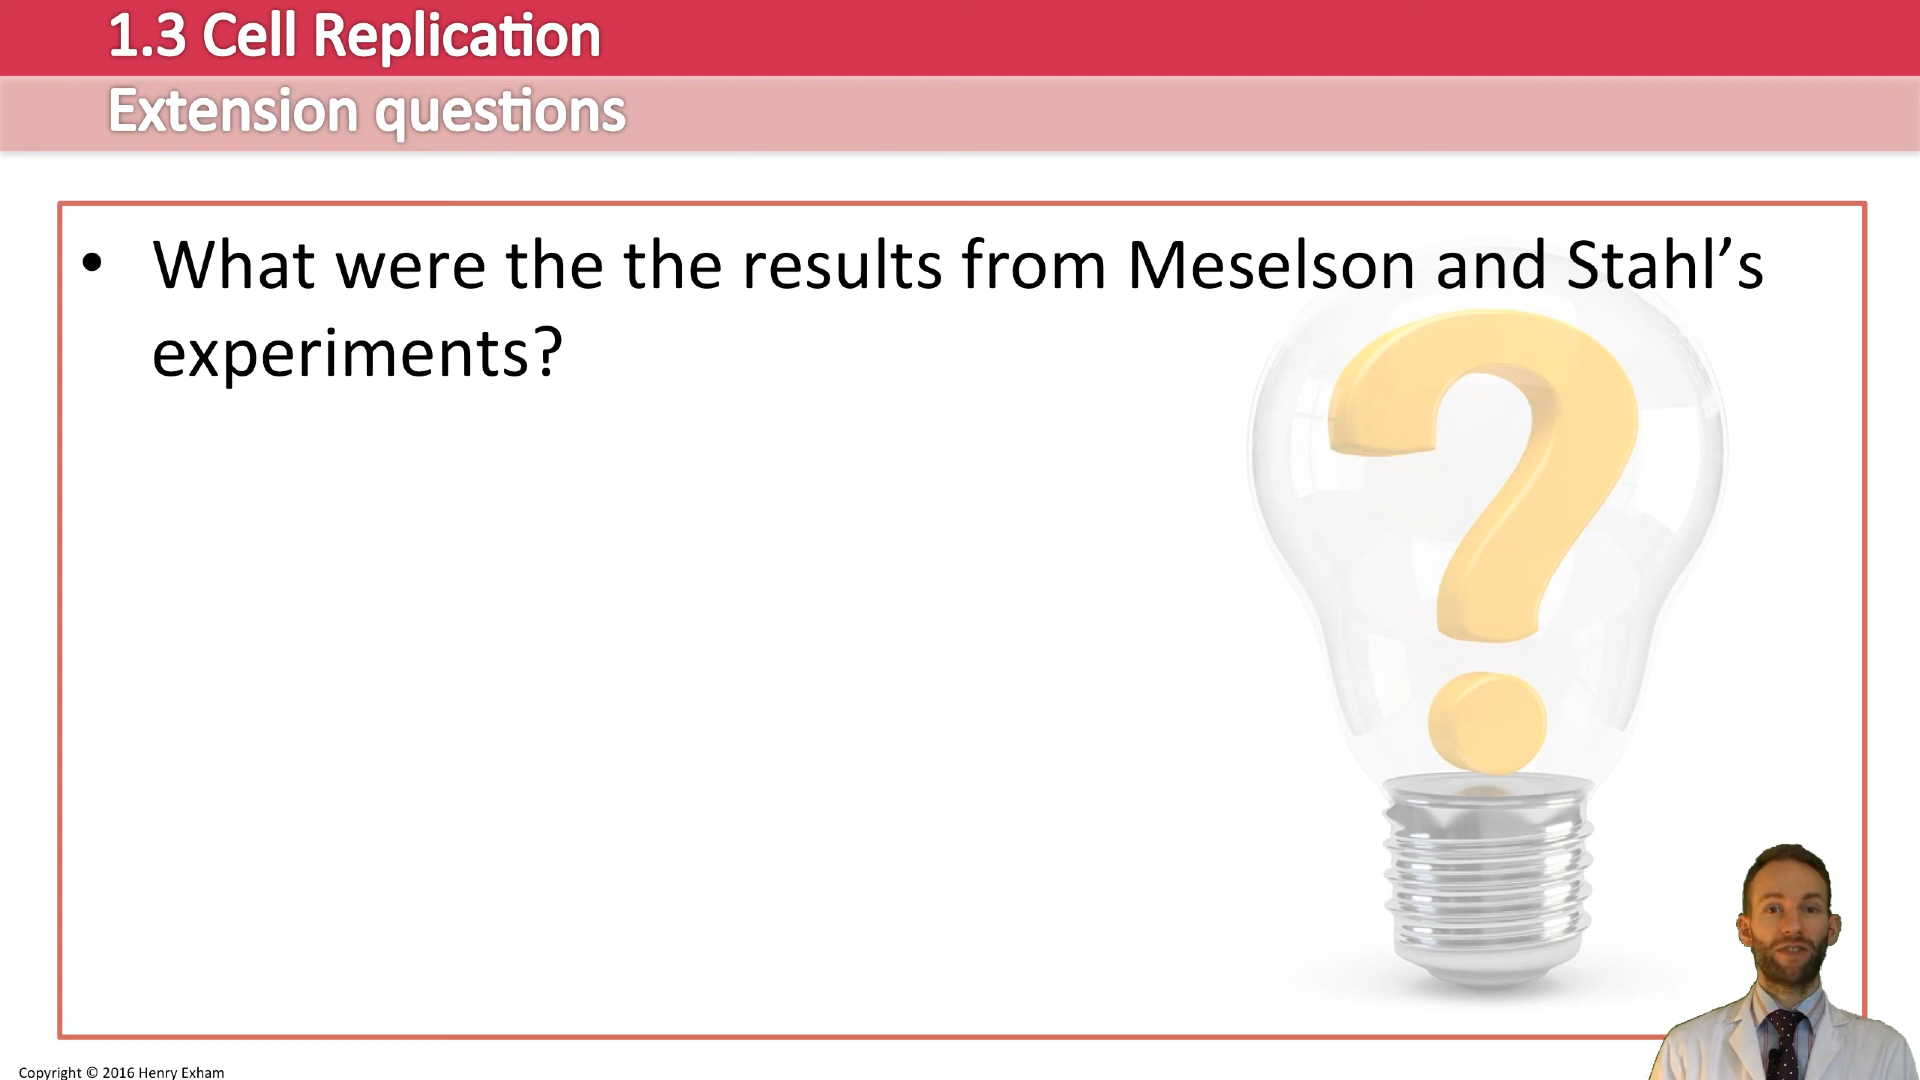 1.3 Cell Replication
Extension questions
• What were the the results from Meselson and Stahl’s
experiments?
Copyright © 2016 Henry Exham